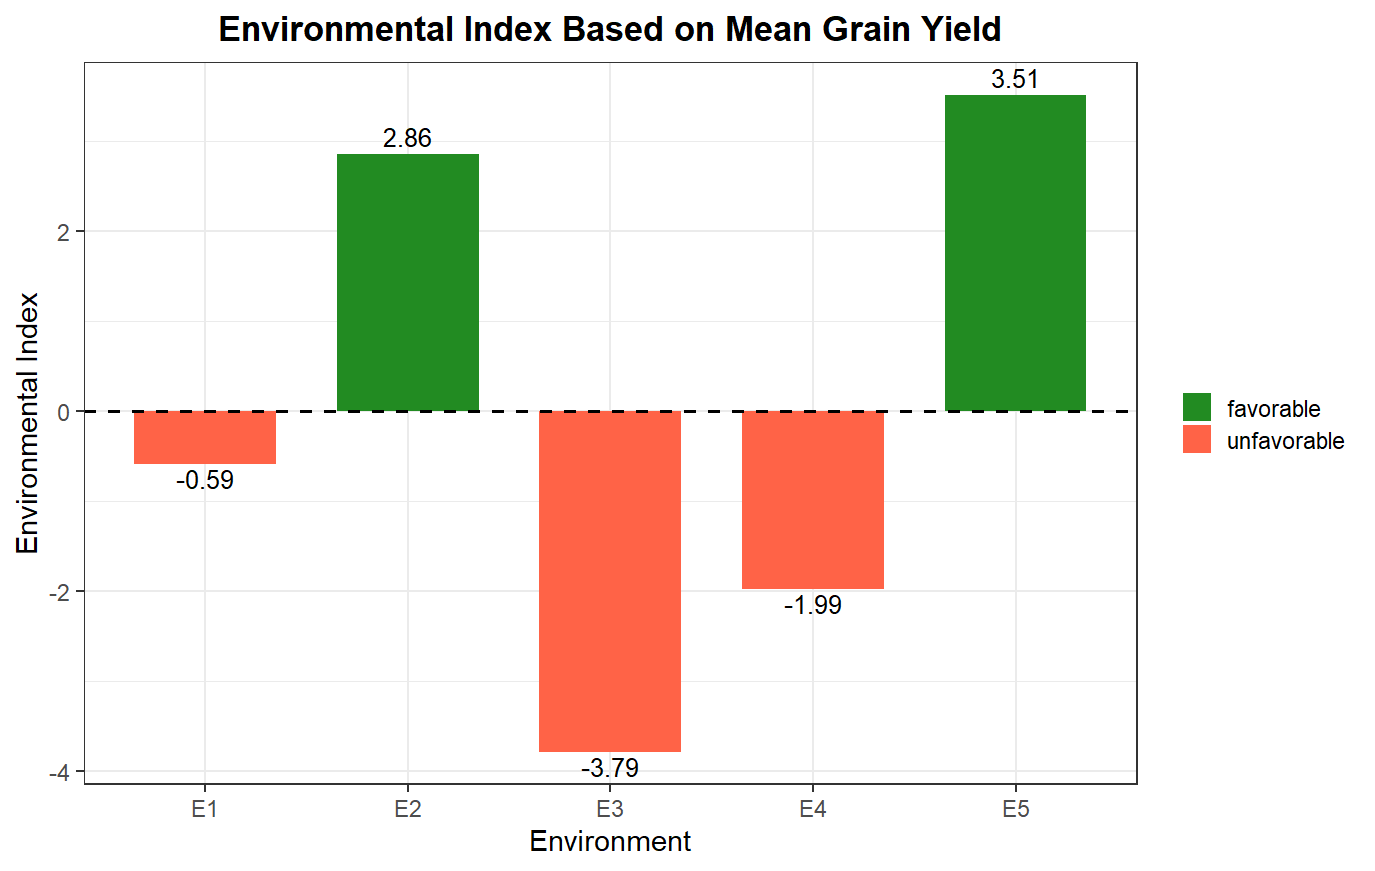 Environmental Index Based on Mean Grain Yield
Environmental Index
2
0
-2
-4
3.51
2.86
-0.59
-1.99
-3.79
E1 E2 E3 E4 E5
Environment
favorable
unfavorable